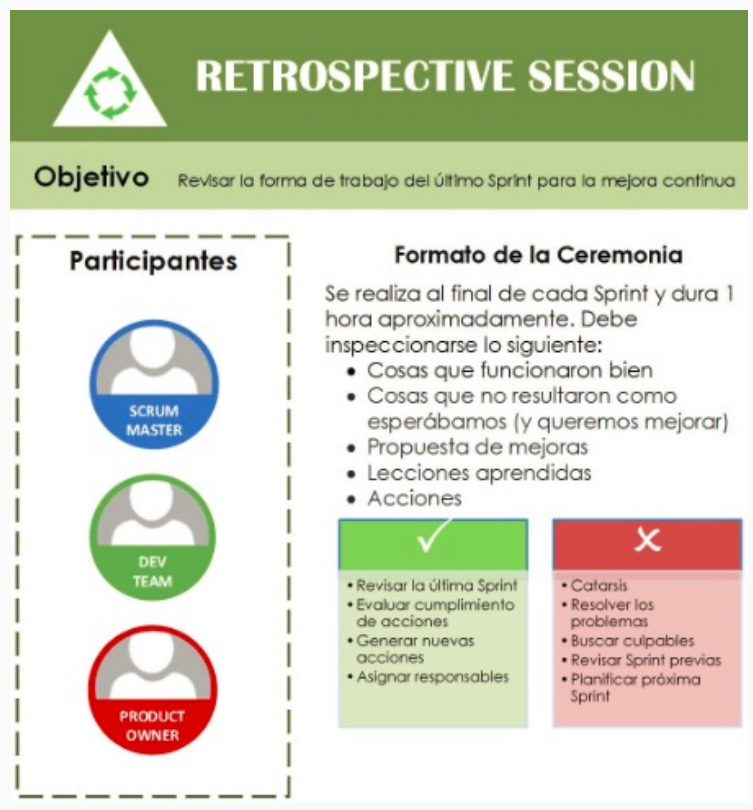 RETROSPECTIVE SESSION
Objetivo Revisar la forma de trabajo del último Sprint para la mejora continua
Participantes
SCRUM
MASTER
DEV
TEAM
PRODUCT
OWNER
Formato de la Ceremonia
Se realiza al final de cada Sprint y dura 1
hora aproximadamente. Debe
inspeccionarse lo siguiente:
• Cosas que funcionaron bien
• Cosas que no resultaron como
esperábamos (y queremos mejorar)
• Propuesta de mejoras
• Lecciones aprendidas
• Acciones
• Revisar la última Sprint
• Evaluar cumplimiento
de acciones
• Generar nuevas
acciones
• Asignar responsables
• Catarsis
• Resolver los
problemas
• Buscar culpables
• Revisar Sprint previas
• Planificar próxima
Sprint